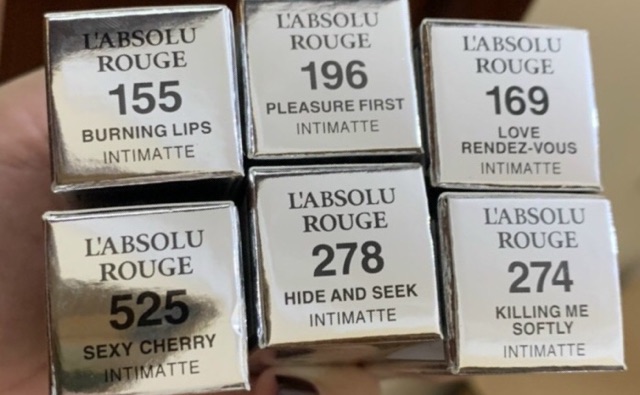 L'ABSOLU
ROUGE
155
BURNING LIPS
INTIMATTE
L'ABSOLU
ROUGE
196
PLEASURE FIRST
INTIMATTE
L'ABSOLU
ROUGE
169
LOVE
RENDEZ-VOUS
INTIMATTE
L'ABSOLU
ROUGE
525
SEXY CHERRY
INTIMATTE
L'ABSOLU
ROUGE
278
HIDE AND SEEK
INTIMATTE
L'ABSOLU
ROUGE
274
KILLING ME
SOFTLY
INTIMATTE